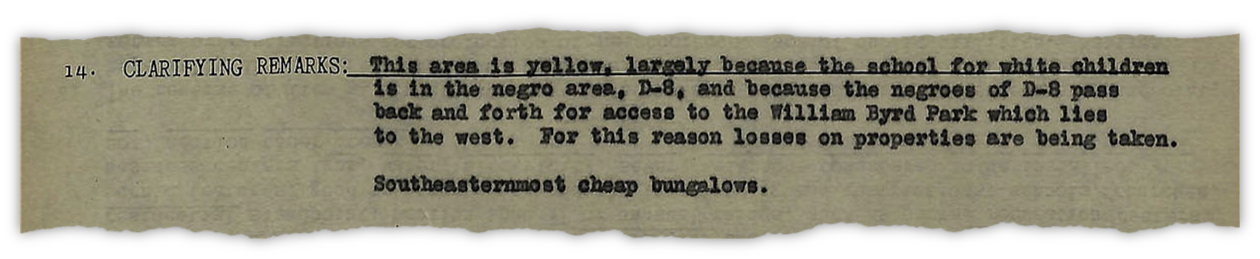 14. CLARIFYING REMARKS: This area is yellow, largely because the school for white children
is in the negro area, D-8, and because the negroes of D-8 pass
back and forth for access to the William Byrd Park which lies
to the west. For this reason losses on properties are being taken.
Southeasternmost cheap bungalows.